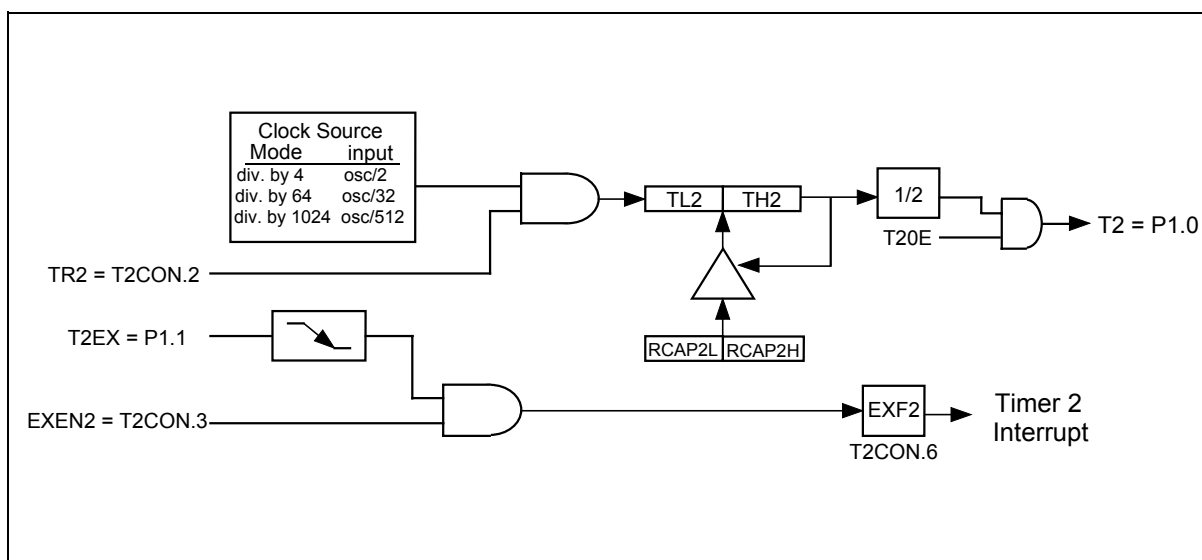 Clock Source
Mode input
div. by 4 osc/2
div. by 64 osc/32
div. by 1024 osc/512
TL2 TH2
1/2
T20E
T2 = P1.0
TR2 = T2CON.2
T2EX = P1.1
RCAP2L RCAP2H
EXEN2 = T2CON.3
EXF2
T2CON.6
Timer 2
Interrupt